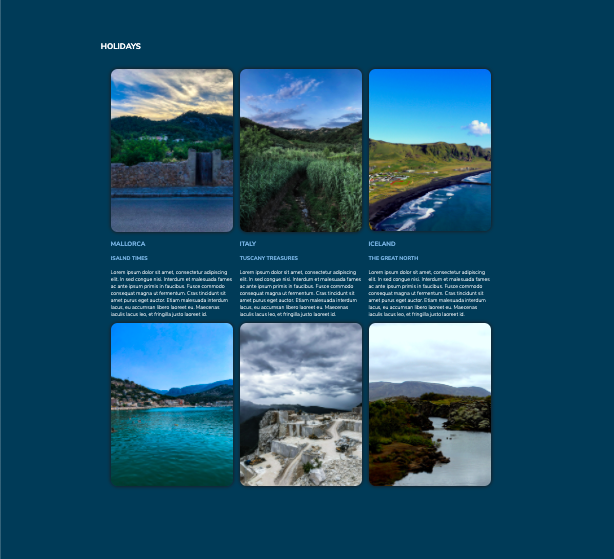 HOLIDAYS
MALLORCA
ISALND TIMES
Lorem ipsum dolor sit amet, consectetur adipiscing
elit. In sed congue nisi. Interdum et malesuada fames
ac ante ipsum primis in faucibus. Fusce commodo
consequat magna ut fermentum. Cras tincidunt sit
amet purus eget auctor. Etiam malesuada interdum
lacus, eu accumsan libero laoreet eu. Maecenas
iaculis lacus leo, et fringilla justo laoreet id.
ITALY
TUSCANY TREASURES
Lorem ipsum dolor sit amet, consectetur adipiscing
elit. In sed congue nisi. Interdum et malesuada fames
ac ante ipsum primis in faucibus. Fusce commodo
consequat magna ut fermentum. Cras tincidunt sit
amet purus eget auctor. Etiam malesuada interdum
lacus, eu accumsan libero laoreet eu. Maecenas
iaculis lacus leo, et fringilla justo laoreet id.
ICELAND
THE GREAT NORTH
Lorem ipsum dolor sit amet, consectetur adipiscing
elit. In sed congue nisi. Interdum et malesuada fames
ac ante ipsum primis in faucibus. Fusce commodo
consequat magna ut fermentum. Cras tincidunt sit
amet purus eget auctor. Etiam malesuada interdum
lacus, eu accumsan libero laoreet eu. Maecenas
iaculis lacus leo, et fringilla justo laoreet id.